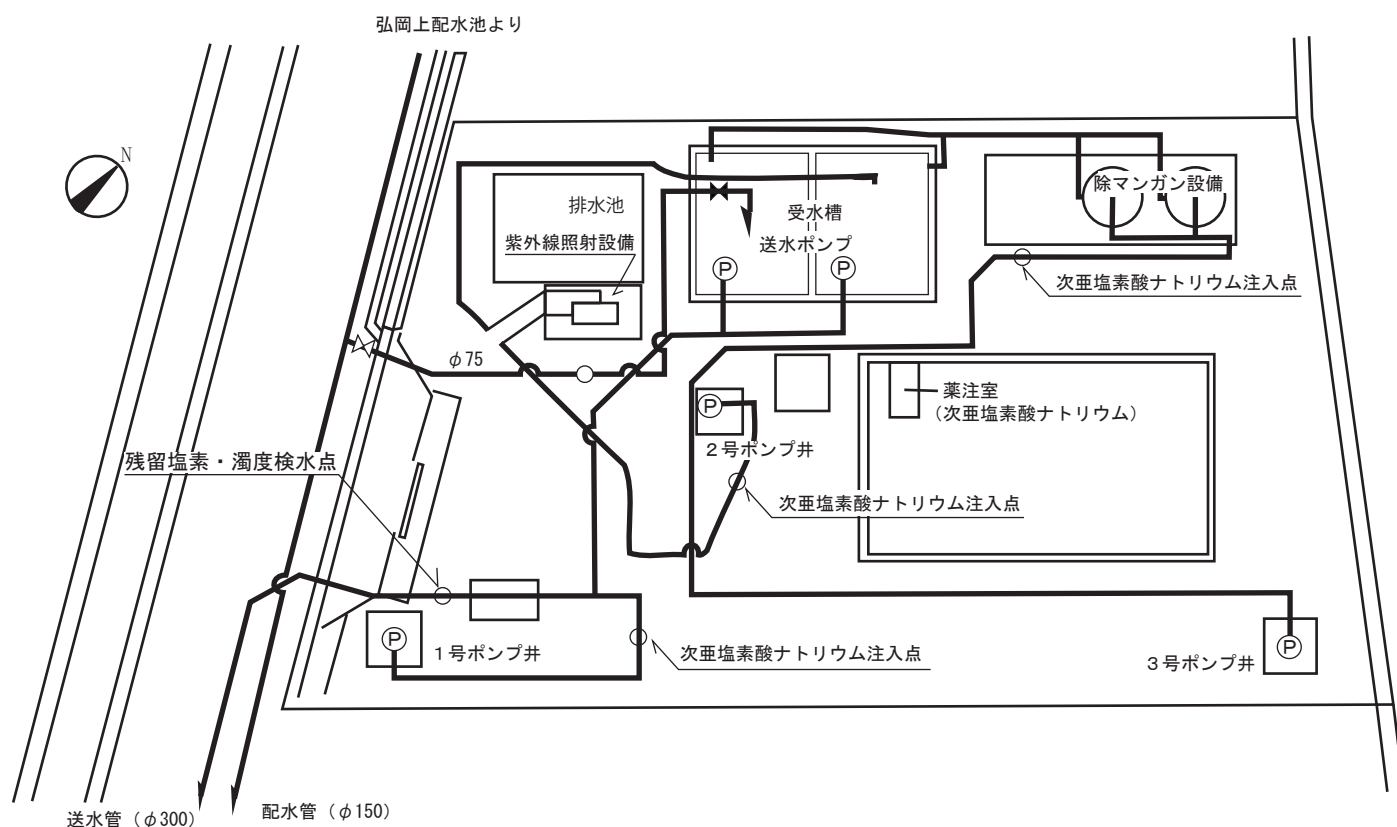 弘岡上配水池より
N
排水池
紫外線照射設備
受水槽
送水ポンプ
P
P
除マンガン設備
次亜塩素酸ナトリウム注入点
φ75
薬注室
(次亜塩素酸ナトリウム)
P
2号ポンプ井
残留塩素・濁度検水点
次亜塩素酸ナトリウム注入点
P
1号ポンプ井
次亜塩素酸ナトリウム注入点
P
3号ポンプ井
送水管(φ300)
配水管(φ150)